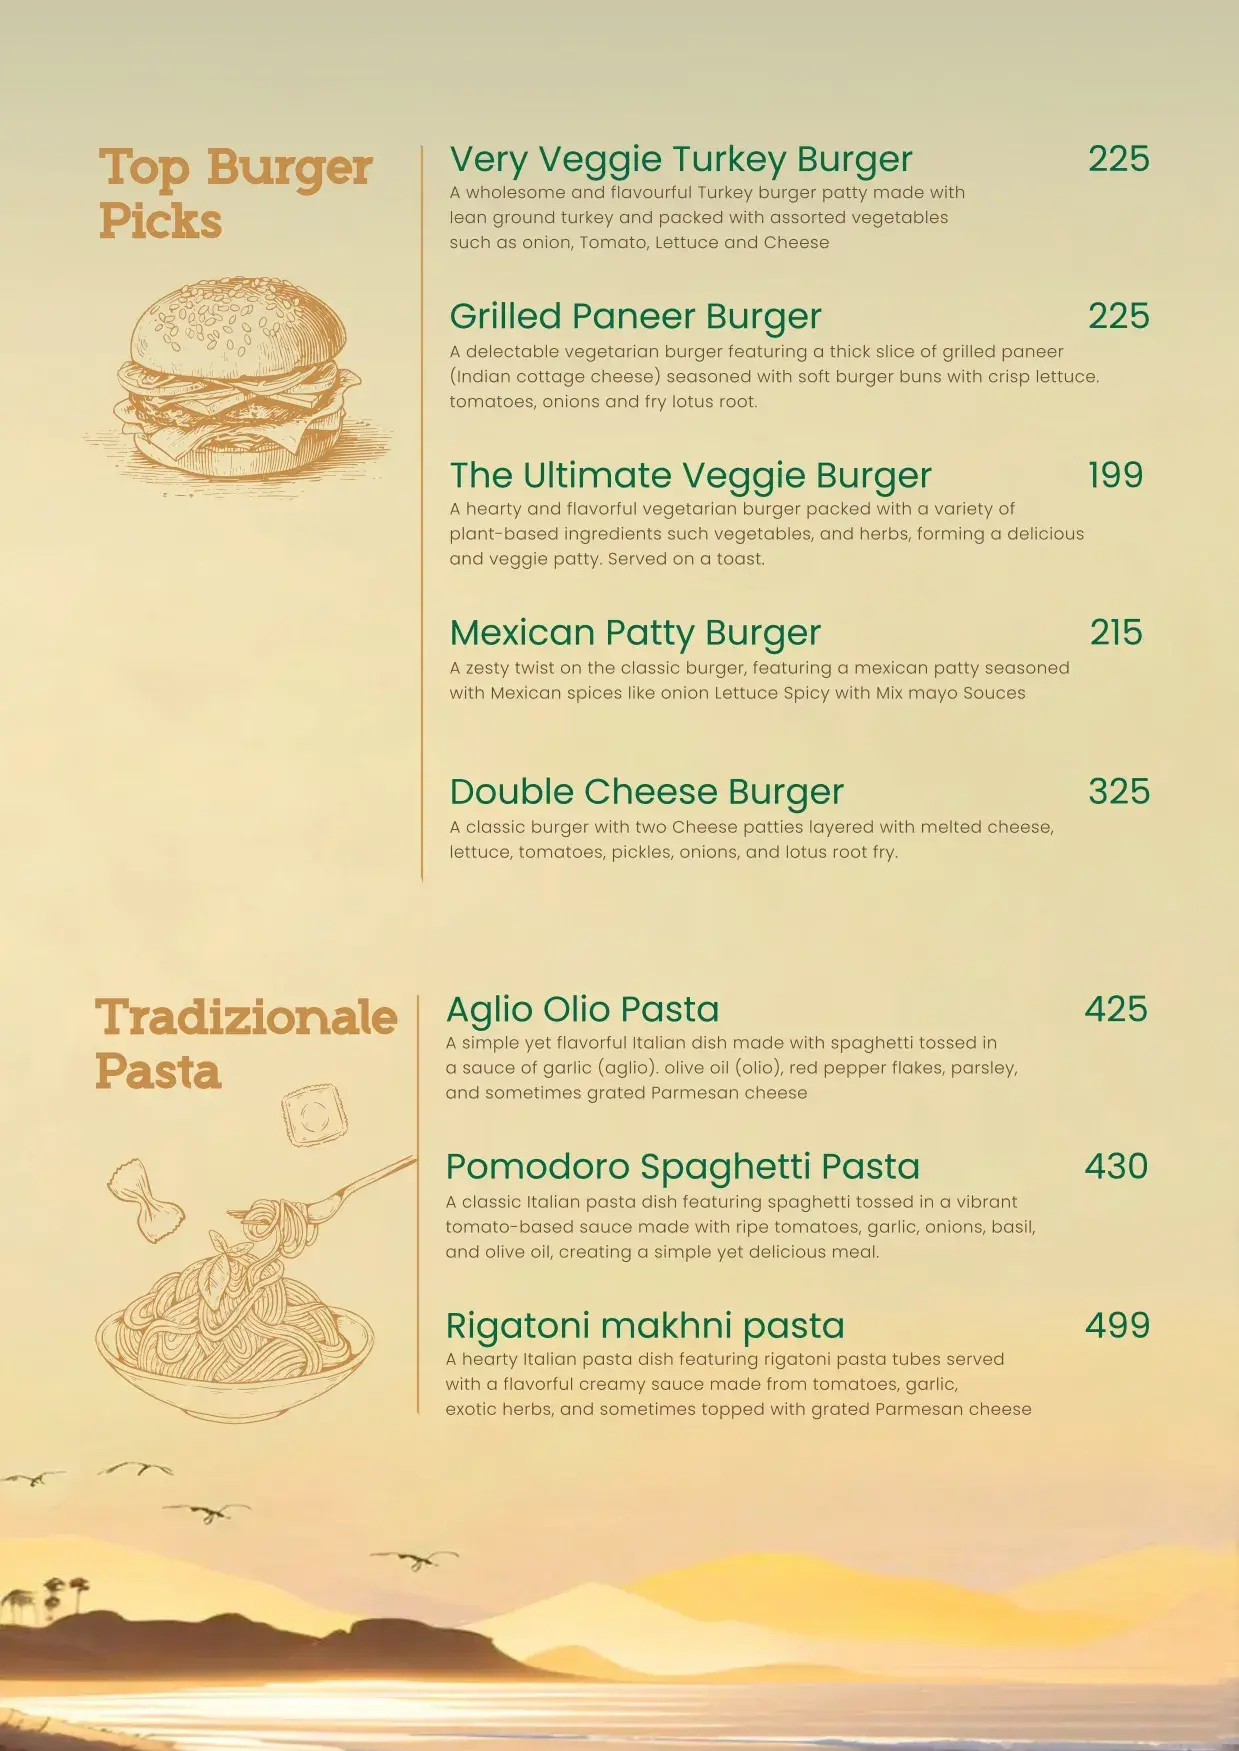 Top Burger
Picks
Very Veggie Turkey Burger 225
A wholesome and flavourful Turkey burger patty made with
lean ground turkey and packed with assorted vegetables
such as onion, Tomato, Lettuce and Cheese
Grilled Paneer Burger 225
A delectable vegetarian burger featuring a thick slice of grilled paneer
(Indian cottage cheese) seasoned with soft burger buns with crisp lettuce.
tomatoes, onions and fry lotus root.
The Ultimate Veggie Burger 199
A hearty and flavorful vegetarian burger packed with a variety of
plant-based ingredients such vegetables, and herbs, forming a delicious
and veggie patty. Served on a toast.
Mexican Patty Burger 215
A zesty twist on the classic burger, featuring a mexican patty seasoned
with Mexican spices like onion Lettuce Spicy with Mix mayo Souces
Double Cheese Burger 325
A classic burger with two Cheese patties layered with melted cheese,
lettuce, tomatoes, pickles, onions, and lotus root fry.
Tradizionale
Pasta
Aglio Olio Pasta 425
A simple yet flavorful Italian dish made with spaghetti tossed in
a sauce of garlic (aglio). olive oil (olio), red pepper flakes, parsley,
and sometimes grated Parmesan cheese
Pomodoro Spaghetti Pasta 430
A classic Italian pasta dish featuring spaghetti tossed in a vibrant
tomato-based sauce made with ripe tomatoes, garlic, onions, basil,
and olive oil, creating a simple yet delicious meal.
Rigatoni makhni pasta 499
A hearty Italian pasta dish featuring rigatoni pasta tubes served
with a flavorful creamy sauce made from tomatoes, garlic,
exotic herbs, and sometimes topped with grated Parmesan cheese